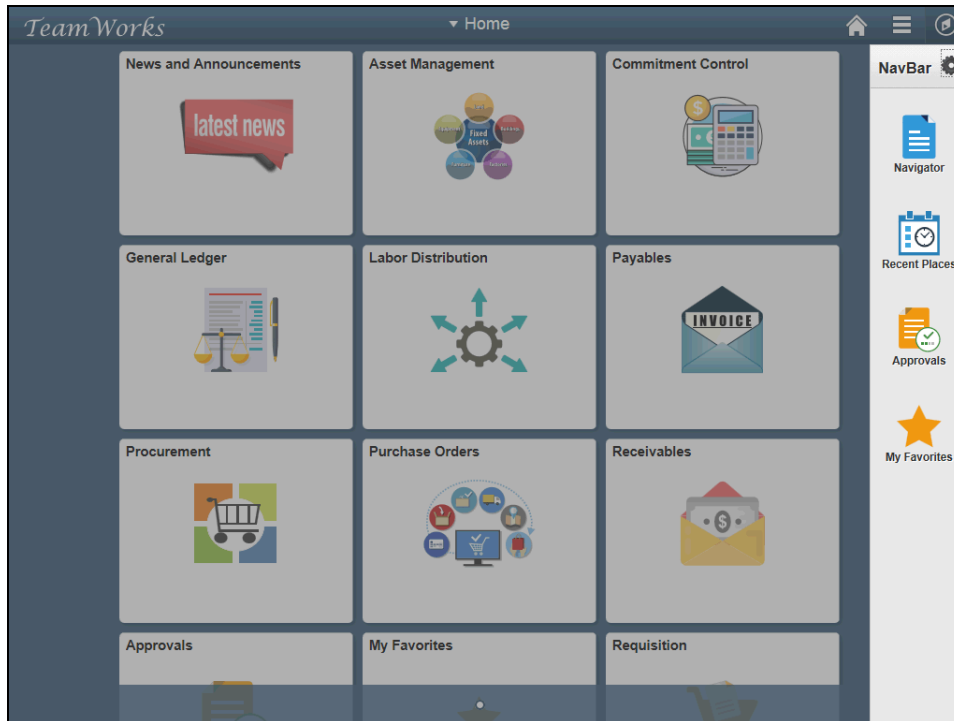 TeamWorks
Home
NavBar
News and Announcements
latest news
Asset Management
Fixed
Assets
Commitment Control
Navigator
Recent Places
General Ledger
Labor Distribution
Payables
INVOICE
Approvals
My Favorites
Procurement
Purchase Orders
Receivables
Approvals
My Favorites
Requisition